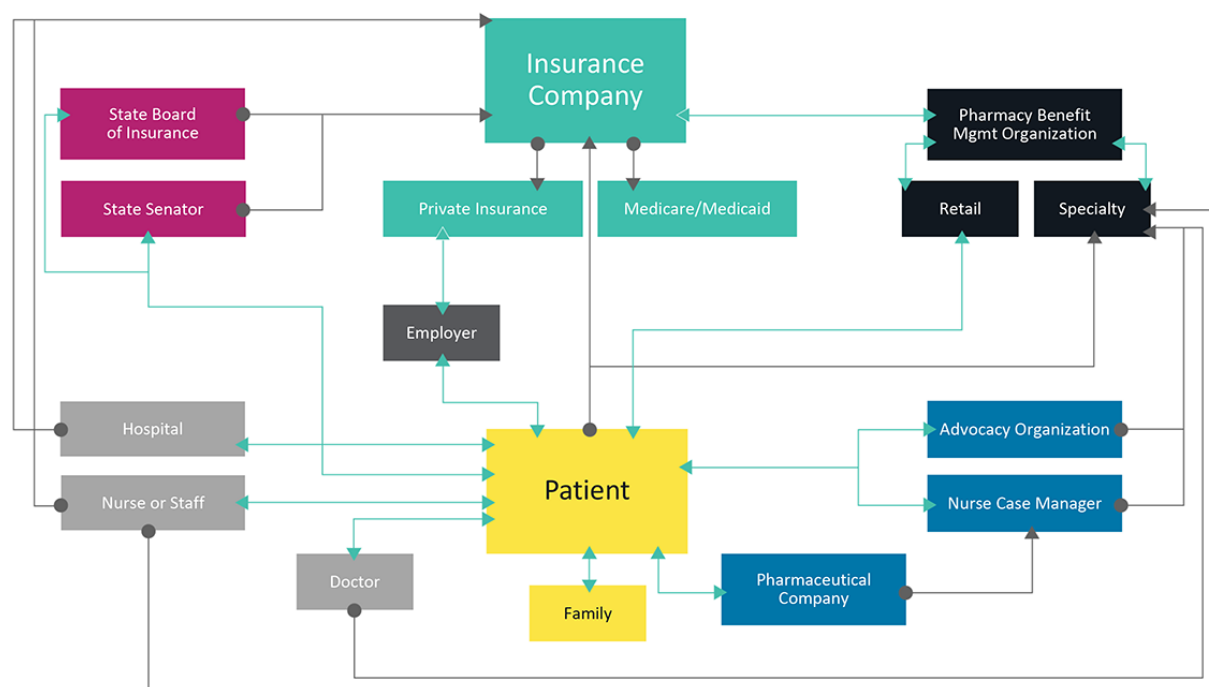 Insurance
Company
State Board
of Insurance
Pharmacy Benefit
Mgmt Organization
State Senator
Private Insurance
Medicare/Medicaid
Retail
Specialty
Employer
Hospital
Advocacy Organization
Patient
Nurse or Staff
Nurse Case Manager
Doctor
Pharmaceutical
Company
Family